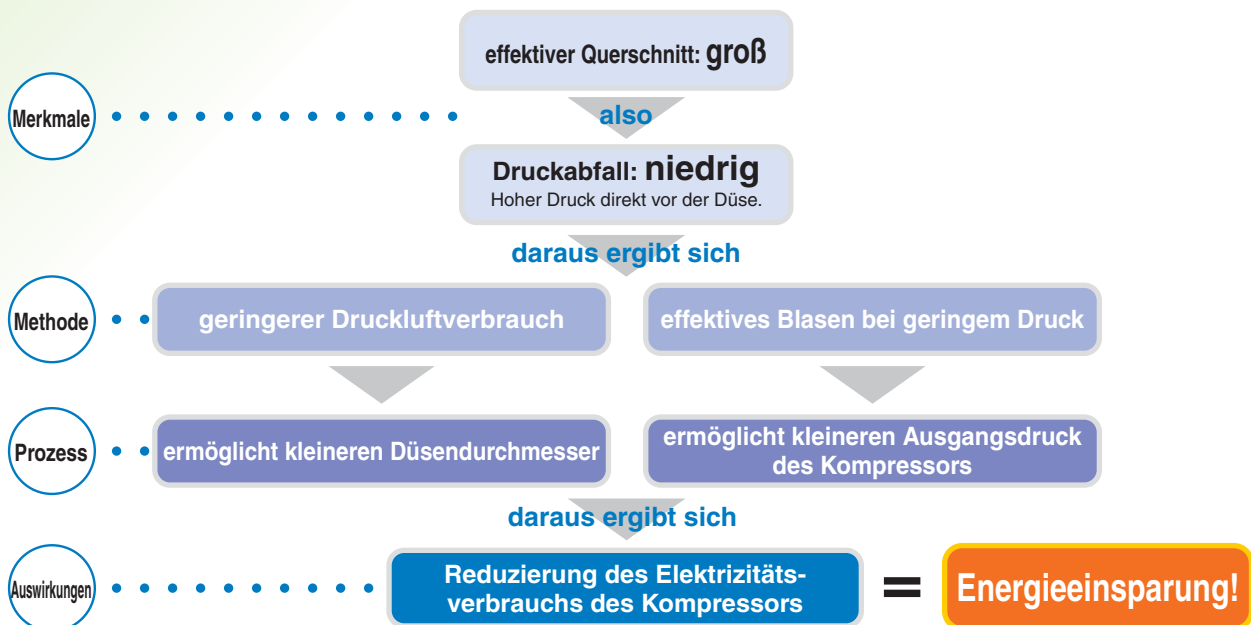 effektiver Querschnitt: groß
Merkmale
also
Druckabfall: niedrig
Hoher Druck direkt vor der Düse.
daraus ergibt sich
Methode
geringerer Druckluftverbrauch
effektives Blasen bei geringem Druck
Prozess
ermöglicht kleineren Düsendurchmesser
ermöglicht kleineren Ausgangsdruck
des Kompressors
daraus ergibt sich
Auswirkungen
Reduzierung des Elektrizitäts-
verbrauchs des Kompressors
=
Energieeinsparung!